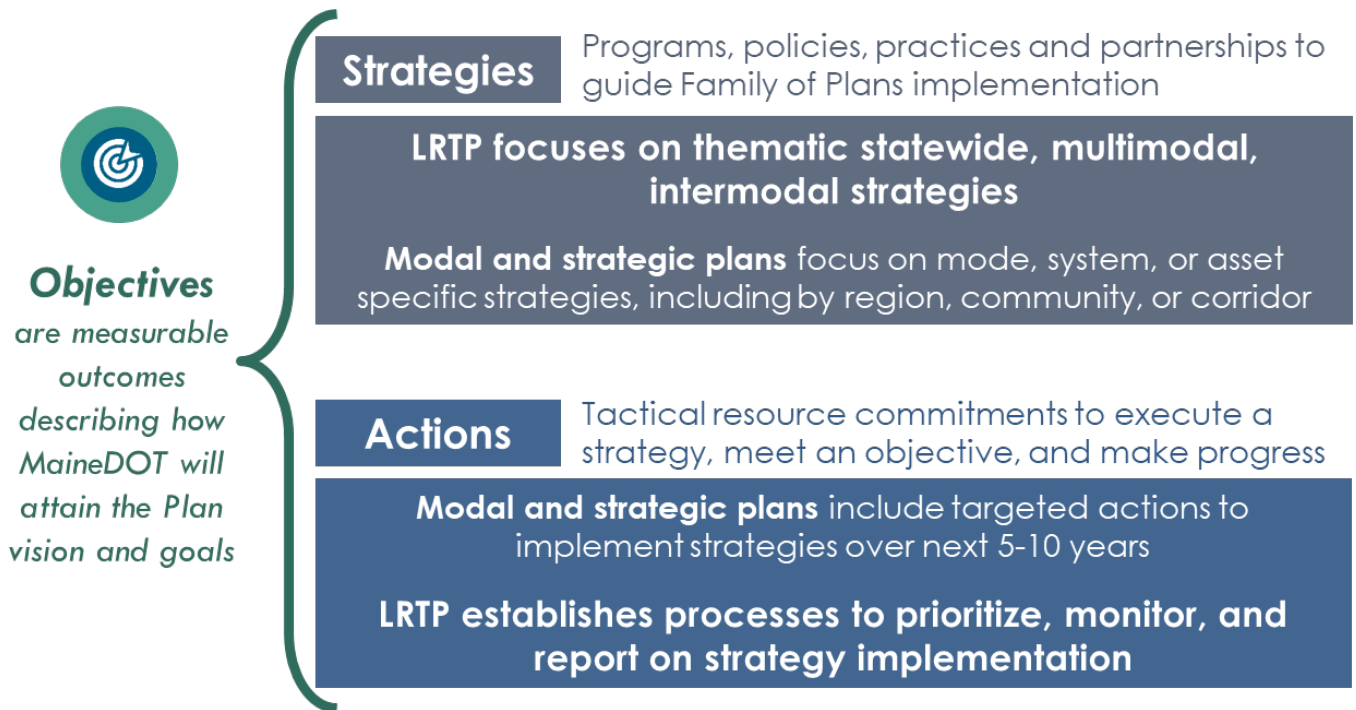 Objectives
are measurable
outcomes
describing how
MaineDOT will
attain the Plan
vision and goals
Strategies
Programs, policies, practices and partnerships to
guide Family of Plans implementation
LRTP focuses on thematic statewide, multimodal,
intermodal strategies
Modal and strategic plans focus on mode, system, or asset
specific strategies, including by region, community, or corridor
Actions
Tactical resource commitments to execute a
strategy, meet an objective, and make progress
Modal and strategic plans include targeted actions to
implement strategies over next 5-10 years
LRTP establishes processes to prioritize, monitor, and
report on strategy implementation